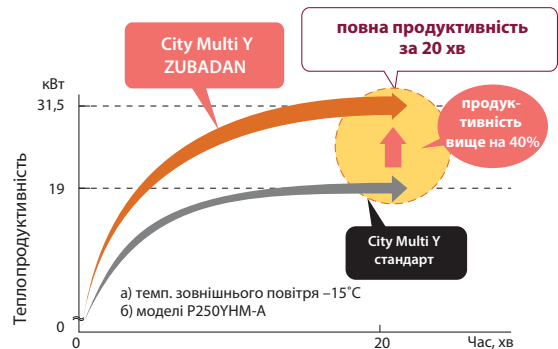 City Multi Y
ZUBADAN
повна продуктивність
за 20 хв
кВт
31,5
продук-
тивність
вище на 40%
19
City Multi Y
стандарт
Теплопродуктивність
а) темп. зовнішнього повітря –15˚C
б) моделі P250YHM-A
0
0
20
Час, хв